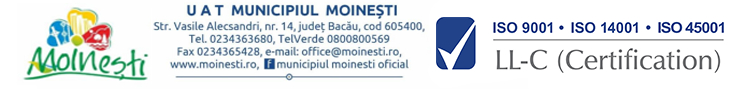 Moinești
U A T MUNICIPIUL MOINEȘTI
Str. Vasile Alecsandri, nr. 14, județ Bacău, cod 605400,
Tel. 0234363680, TelVerde 0800800569
Fax 0234365428, e-mail: office@moinesti.ro,
www.moinesti.ro, f municipiul moinesti oficial
ISO 9001 • ISO 14001 • ISO 45001
LL-C (Certification)